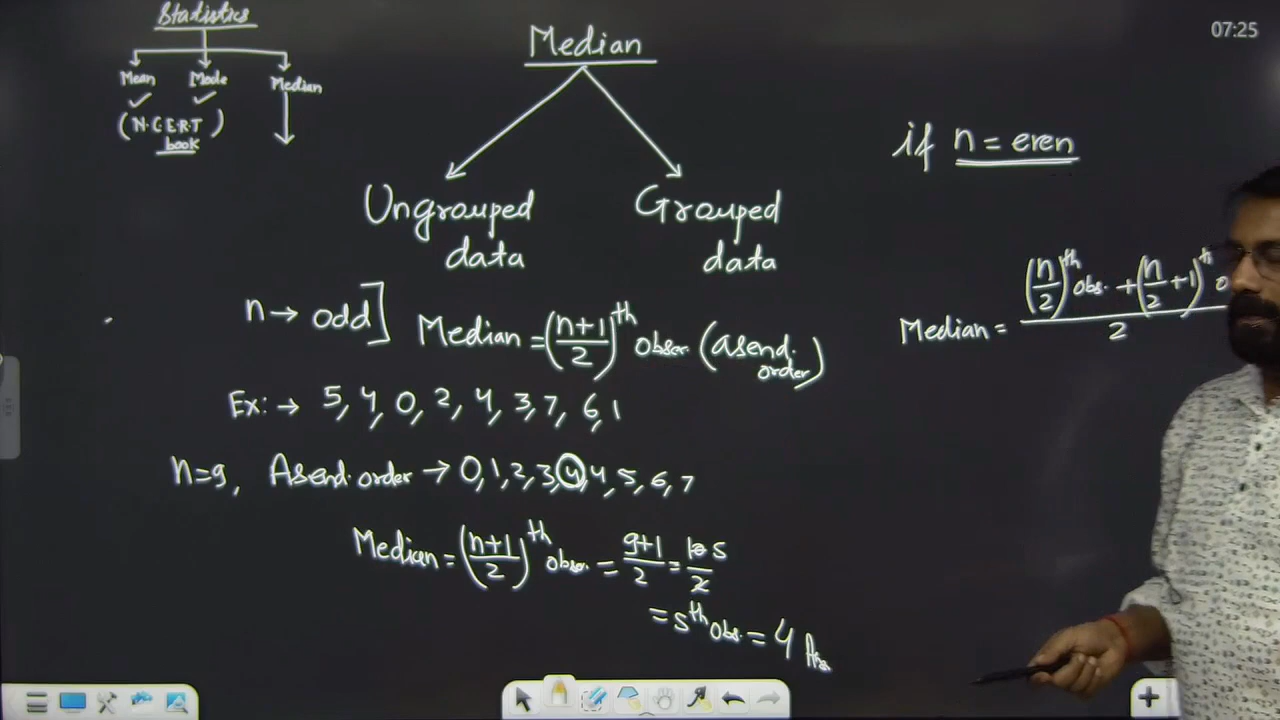 Statistics
Mean Mode Median
(N.C.E.R.T
book)
Median
Ungrouped
data
Grouped
data
n → odd]
Median = (n+1/2)th Obser. (asend.
order)
Ex: → 5, 4, 0, 2, 4, 3, 7, 6, 1
n=9, Asend. order → 0, 1, 2, 3, 4, 4, 5, 6, 7
Median = (n+1/2)th Obser. = 9+1/2 = 10/2 5
= 5th Obs. = 4 Ans
07:25
if n = even
Median = (n/2)th Obs. + (n/2 +1)th / 2